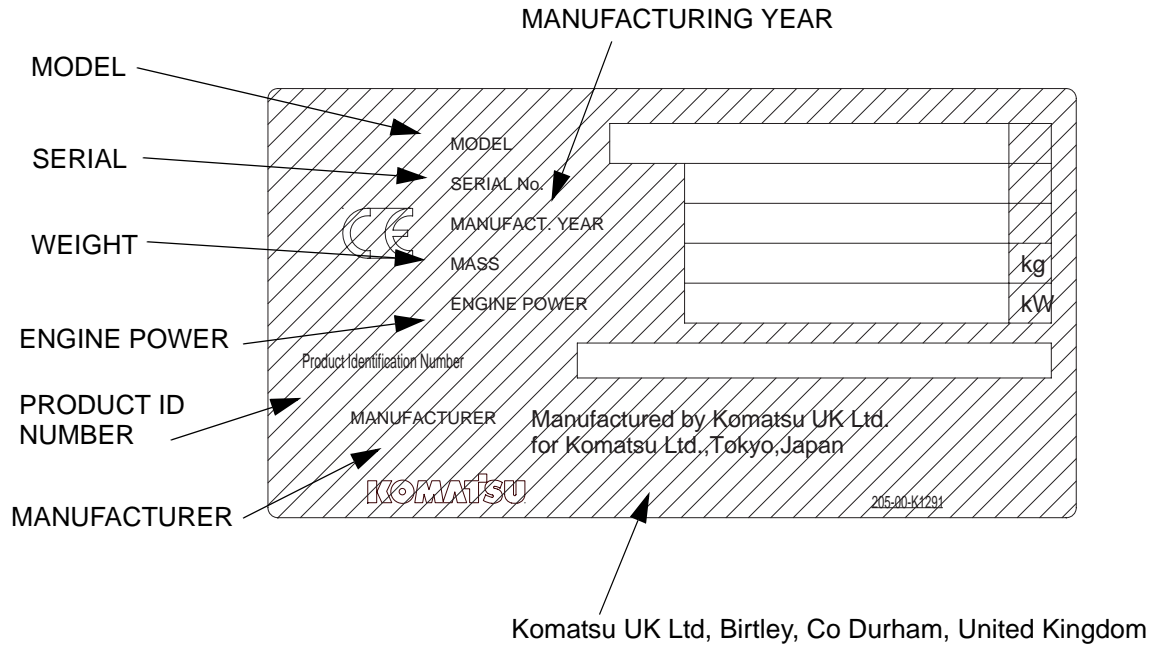 MANUFACTURING YEAR
MODEL
SERIAL
WEIGHT
ENGINE POWER
PRODUCT ID
NUMBER
MANUFACTURER
MODEL
SERIAL No.
MANUFACT. YEAR
CE
MASS
kg
ENGINE POWER
kW
Product Identification Number
MANUFACTURER
Manufactured by Komatsu UK Ltd.
for Komatsu Ltd.,Tokyo,Japan
KOMATSU
205-00-K1291
Komatsu UK Ltd, Birtley, Co Durham, United Kingdom